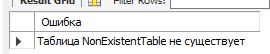 Result Grid Filter Rows:
Ошибка
Таблица NonExistentTable не существует